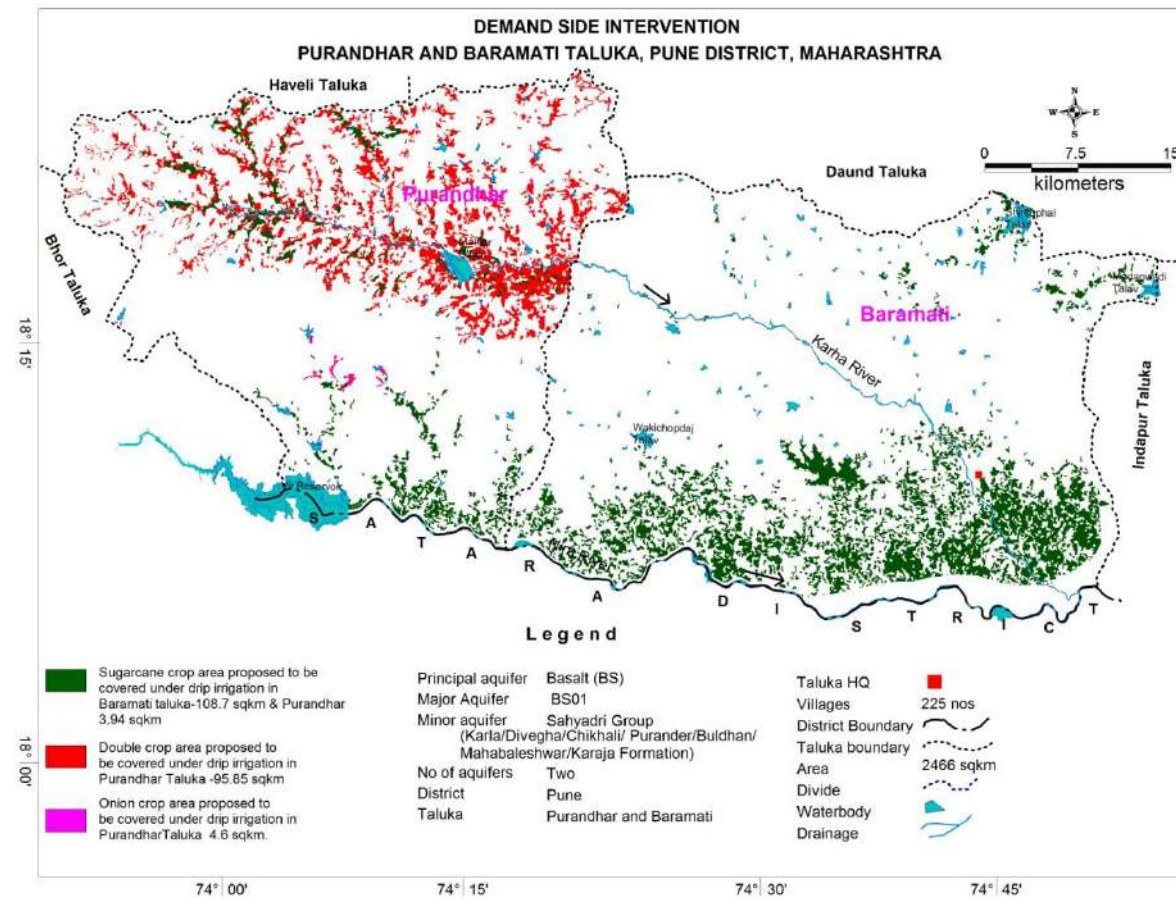 DEMAND SIDE INTERVENTION
PURANDHAR AND BARAMATI TALUKA, PUNE DISTRICT, MAHARASHTRA
Haveli Taluka
N
W E
S
0 7.5 15
kilometers
Daund Taluka
Purandhar
Shirsuphal
Bhor Taluka
Madanwadi
Talav
Baramati
18° 15'
Karha River
Indapur Taluka
Wakichopdaj
Talav
Reservoir
Nira River
S A T A R A D I S T R I C T
Legend
Sugarcane crop area proposed to be
covered under drip irrigation in
Baramati taluka-108.7 sqkm & Purandhar
3.94 sqkm
Double crop area proposed to
be covered under drip irrigation in
Purandhar Taluka -95.85 sqkm
Onion crop area proposed to
be covered under drip irrigation in
PurandharTaluka 4.6 sqkm.
Principal aquifer Basalt (BS)
Major Aquifer BS01
Minor aquifer Sahyadri Group
(Karla/Divegha/Chikhali/ Purander/Buldhan/
Mahabaleshwar/Karaja Formation)
No of aquifers Two
District Pune
Taluka Purandhar and Baramati
Taluka HQ
Villages 225 nos
District Boundary
Taluka boundary
Area 2466 sqkm
Divide
Waterbody
Drainage
18° 00'
74° 00' 74° 15' 74° 30' 74° 45'